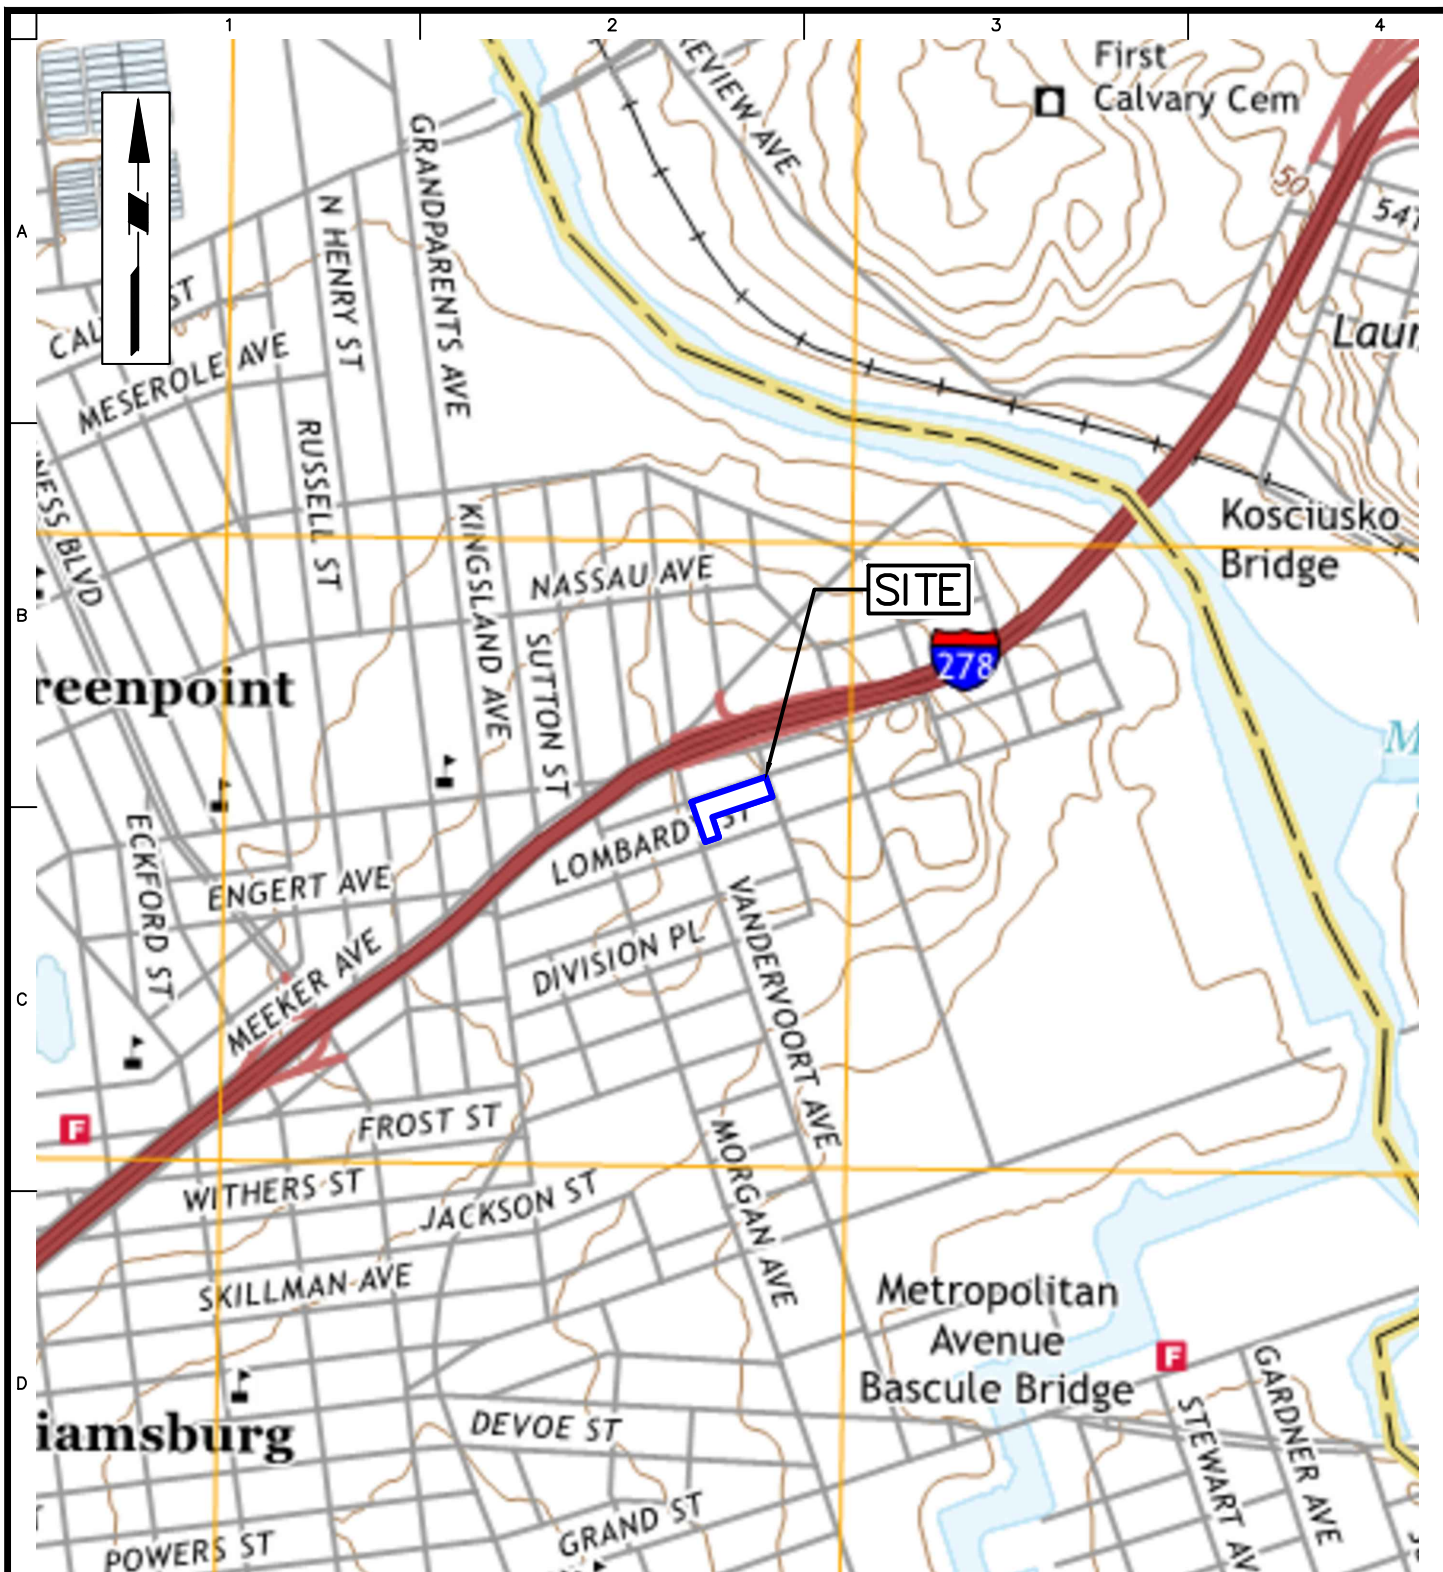 1 2 3 4
First
Calvary Cem
EVIEW AVE
GRANDPARENTS AVE
50
N HENRY ST
A
MESEROLE AVE
RUSSELL ST
NESS BLVD
KINGSLAND AVE
Kosciusko
Bridge
NASSAU AVE
SITE
B
SUTTON ST
278
reenpoint
M
LOMBARDY ST
ECKFORD ST
ENGERT AVE
VANDERVOORT AVE
DIVISION PL
MEEKER AVE
C
FROST ST
F
MORGAN AVE
WITHERS ST
JACKSON ST
SKILLMAN AVE
Metropolitan
Avenue
Bascule Bridge
F
GARDNER AVE
STEWART AV
D
DEVOE ST
iamsburg
GRAND ST
POWERS ST